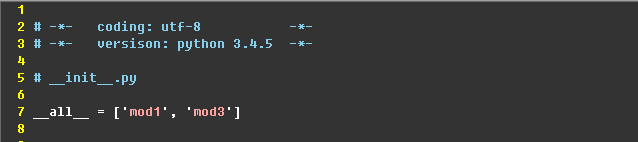 1
2 # -*-   coding: utf-8           -*-
3 # -*-   versison: python 3.4.5  -*-
4
5 # __init__.py
6
7 __all__ = ['mod1', 'mod3']
8